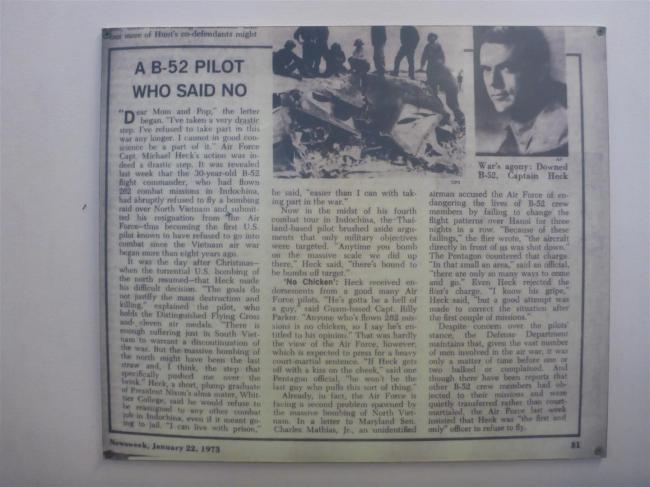 our more of Hunt's co-defendants might
A B-52 PILOT
WHO SAID NO
"Dear Mom and Pop," the letter
began. "I've taken a very drastic
step. I've refused to take part in this
war any longer. I cannot in good con-
science be a part of it." Air Force
Capt. Michael Heck's action was in-
deed a drastic step. It was revealed
last week that the 30-year-old B-52
flight commander, who had flown
262 combat missions in Indochina,
had abruptly refused to fly a bombing
raid over North Vietnam and submit-
ted his resignation from the Air
Force—thus becoming the first U.S.
pilot known to have refused to go into
combat since the Vietnam air war
began more than eight years ago.
It was the day after Christmas—
when the torrential U.S. bombing of
the north resumed—that Heck made
his difficult decision. "The goals do
not justify the mass destruction and
killing," explained the pilot, who
holds the Distinguished Flying Cross
and eleven air medals. "There is
enough suffering just in South Viet-
nam to warrant a discontinuation of
the war. But the massive bombing of
the north might have been the last
straw and, I think, the step that
specifically pushed me over the
brink." Heck, a short, plump graduate
of President Nixon's alma mater, Whit-
tier College, said he would refuse to
be reassigned to any other combat
job in Indochina, even if it meant go-
ing to jail. "I can live with prison,"
UPI
he said, "easier than I can with tak-
ing part in the war."
Now in the midst of his fourth
combat tour in Indochina, the Thai-
land-based pilot brushed aside argu-
ments that only military objectives
were targeted. "Anytime you bomb
on the massive scale we did up
there," Heck said, "there's bound to
be bombs off target."
'No Chicken': Heck received en-
dorsements from a good many Air
Force pilots. "He's gotta be a hell of
a guy," said Guam-based Capt. Billy
Parker. "Anyone who's flown 262 mis-
sions is no chicken, so I say he's en-
titled to his opinion." That was hardly
the view of the Air Force, however,
which is expected to press for a heavy
court-martial sentence. "If Heck gets
off with a kiss on the cheek," said one
Pentagon official, "he won't be the
last guy who pulls this sort of thing."
Already, in fact, the Air Force is
facing a second problem spawned by
the massive bombing of North Viet-
nam. In a letter to Maryland Sen.
Charles Mathias, Jr., an unidentified
AP
War's agony: Downed
B-52, Captain Heck
airman accused the Air Force of en-
dangering the lives of B-52 crew
members by failing to change the
flight patterns over Hanoi for three
nights in a row. "Because of these
failings," the flier wrote, "the aircraft
directly in front of us was shot down."
The Pentagon countered that charge.
"In that small an area," said an official,
"there are only so many ways to come
and go." Even Heck rejected the
flier's charge. "I know his gripe,"
Heck said, "but a good attempt was
made to correct the situation after
the first couple of missions."
Despite concern over the pilots'
stance, the Defense Department
maintains that, given the vast number
of men involved in the air war, it was
only a matter of time before one or
two balked or complained. And
though there have been reports that
other B-52 crew members had ob-
jected to their missions and were
quietly transferred rather than court-
martialed, the Air Force last week
insisted that Heck was "the first and
only" officer to refuse to fly.
Newsweek, January 22, 1973
31